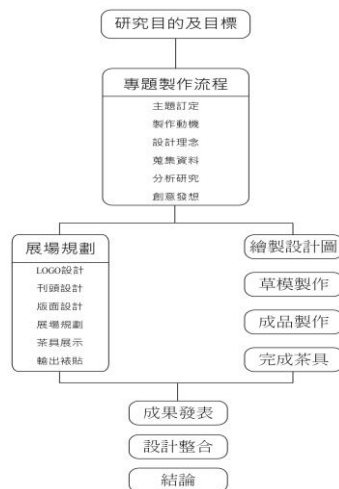 研究目的及目標
專題製作流程
主題訂定
製作動機
設計理念
蒐集資料
分析研究
創意發想
展場規劃
LOGO設計
刊頭設計
版面設計
展場規劃
茶具展示
輸出裱貼
繪製設計圖
草模製作
成品製作
完成茶具
成果發表
設計整合
結論